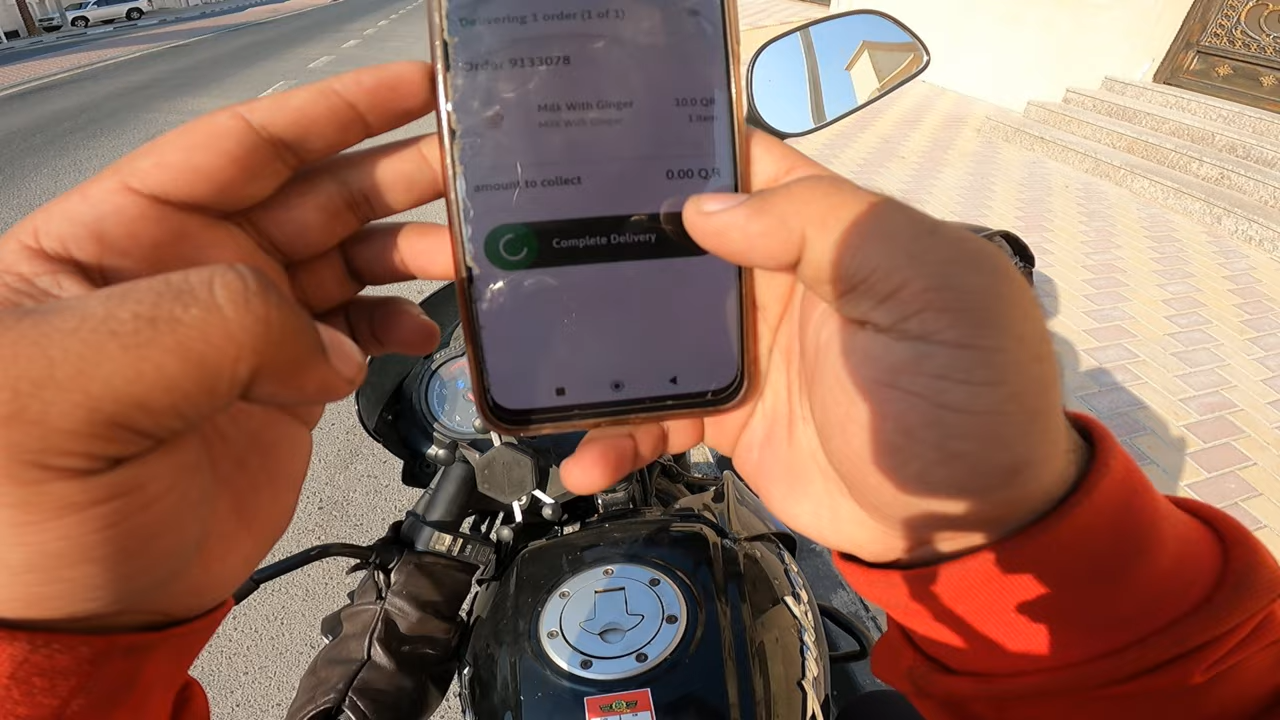 Delivering 1 order (1 of 1)
Order 9133078
Milk With Ginger 10.0 QR
Milk With Ginger 1 item
amount to collect 0.00 Q.R
Complete Delivery